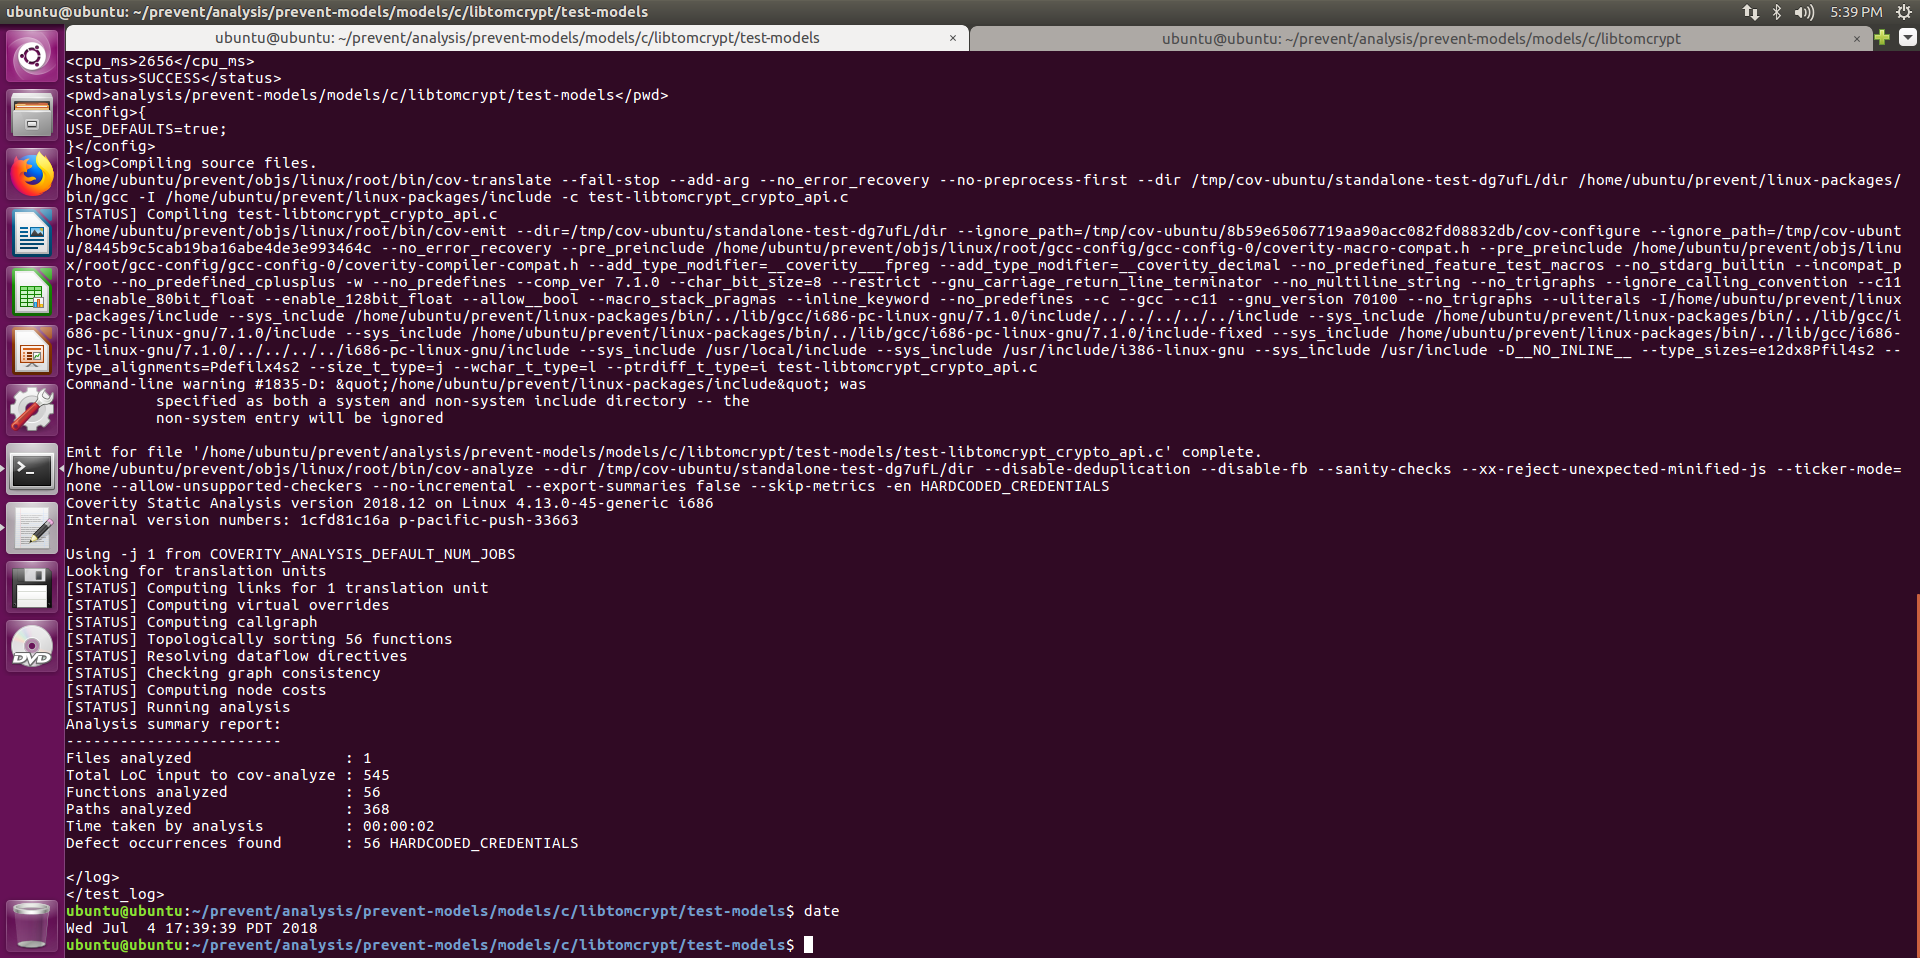 ubuntu@ubuntu: ~/prevent/analysis/prevent-models/models/c/libtomcrypt/test-models
5:39 PM
ubuntu@ubuntu: ~/prevent/analysis/prevent-models/models/c/libtomcrypt/test-models ×
ubuntu@ubuntu: ~/prevent/analysis/prevent-models/models/c/libtomcrypt ×
<cpu_ms>2656</cpu_ms>
<status>SUCCESS</status>
<pwd>analysis/prevent-models/models/c/libtomcrypt/test-models</pwd>
<config>{
USE_DEFAULTS=true;
}</config>
<log>Compiling source files.
/home/ubuntu/prevent/objs/linux/root/bin/cov-translate --fail-stop --add-arg --no_error_recovery --no-preprocess-first --dir /tmp/cov-ubuntu/standalone-test-dg7ufL/dir /home/ubuntu/prevent/linux-packages/
bin/gcc -I /home/ubuntu/prevent/linux-packages/include -c test-libtomcrypt_crypto_api.c
[STATUS] Compiling test-libtomcrypt_crypto_api.c
/home/ubuntu/prevent/objs/linux/root/bin/cov-emit --dir=/tmp/cov-ubuntu/standalone-test-dg7ufL/dir --ignore_path=/tmp/cov-ubuntu/8b59e65067719aa90acc082fd08832db/cov-configure --ignore_path=/tmp/cov-ubunt
u/8445b9c5cab19ba16abe4de3e993464c --no_error_recovery --pre_preinclude /home/ubuntu/prevent/objs/linux/root/gcc-config/gcc-config-0/coverity-macro-compat.h --pre_preinclude /home/ubuntu/prevent/objs/linu
x/root/gcc-config/gcc-config-0/coverity-compiler-compat.h --add_type_modifier=__coverity___fpreg --add_type_modifier=__coverity_decimal --no_predefined_feature_test_macros --no_stdarg_builtin --incompat_p
roto --no_predefined_cplusplus -w --no_predefines --comp_ver 7.1.0 --char_bit_size=8 --restrict --gnu_carriage_return_line_terminator --no_multiline_string --no_trigraphs --ignore_calling_convention --c11
--enable_80bit_float --enable_128bit_float --allow__bool --macro_stack_pragmas --inline_keyword --no_predefines --c --gcc --c11 --gnu_version 70100 --no_trigraphs --uliterals -I/home/ubuntu/prevent/linux
-packages/include --sys_include /home/ubuntu/prevent/linux-packages/bin/../lib/gcc/i686-pc-linux-gnu/7.1.0/include/../../../../../include --sys_include /home/ubuntu/prevent/linux-packages/bin/../lib/gcc/i
686-pc-linux-gnu/7.1.0/include --sys_include /home/ubuntu/prevent/linux-packages/bin/../lib/gcc/i686-pc-linux-gnu/7.1.0/include-fixed --sys_include /home/ubuntu/prevent/linux-packages/bin/../lib/gcc/i686-
pc-linux-gnu/7.1.0/../../../../i686-pc-linux-gnu/include --sys_include /usr/local/include --sys_include /usr/include/i386-linux-gnu --sys_include /usr/include -D__NO_INLINE__ --type_sizes=e12dx8Pfil4s2 --
type_alignments=Pdefilx4s2 --size_t_type=j --wchar_t_type=l --ptrdiff_t_type=i test-libtomcrypt_crypto_api.c
Command-line warning #1835-D: &quot;/home/ubuntu/prevent/linux-packages/include&quot; was
specified as both a system and non-system include directory -- the
non-system entry will be ignored
Emit for file '/home/ubuntu/prevent/analysis/prevent-models/models/c/libtomcrypt/test-models/test-libtomcrypt_crypto_api.c' complete.
/home/ubuntu/prevent/objs/linux/root/bin/cov-analyze --dir /tmp/cov-ubuntu/standalone-test-dg7ufL/dir --disable-deduplication --disable-fb --sanity-checks --xx-reject-unexpected-minified-js --ticker-mode=
none --allow-unsupported-checkers --no-incremental --export-summaries false --skip-metrics -en HARDCODED_CREDENTIALS
Coverity Static Analysis version 2018.12 on Linux 4.13.0-45-generic i686
Internal version numbers: 1cfd81c16a p-pacific-push-33663
Using -j 1 from COVERITY_ANALYSIS_DEFAULT_NUM_JOBS
Looking for translation units
[STATUS] Computing links for 1 translation unit
[STATUS] Computing virtual overrides
[STATUS] Computing callgraph
[STATUS] Topologically sorting 56 functions
[STATUS] Resolving dataflow directives
[STATUS] Checking graph consistency
[STATUS] Computing node costs
[STATUS] Running analysis
Analysis summary report:
------------------------
Files analyzed                 : 1
Total LoC input to cov-analyze : 545
Functions analyzed             : 56
Paths analyzed                 : 368
Time taken by analysis         : 00:00:02
Defect occurrences found       : 56 HARDCODED_CREDENTIALS
</log>
</test_log>
ubuntu@ubuntu:~/prevent/analysis/prevent-models/models/c/libtomcrypt/test-models$ date
Wed Jul  4 17:39:39 PDT 2018
ubuntu@ubuntu:~/prevent/analysis/prevent-models/models/c/libtomcrypt/test-models$
DVD